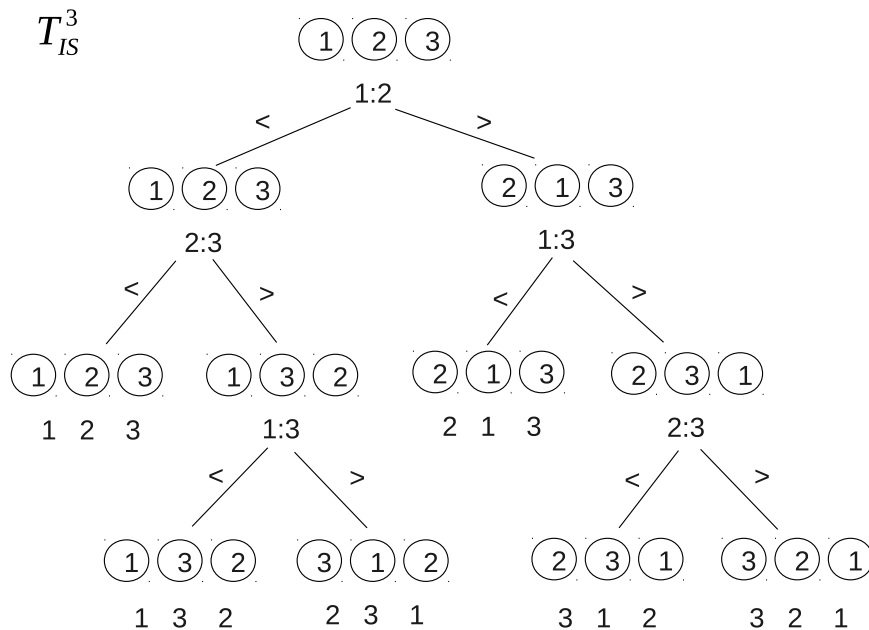 T³_IS
1 2 3
1:2
< >
1 2 3 2 1 3
2:3 1:3
< > < >
1 2 3 1 3 2 2 1 3 2 3 1
1 2 3 1:3 2 1 3 2:3
< > < >
1 3 2 3 1 2 2 3 1 3 2 1
1 3 2 2 3 1 3 1 2 3 2 1